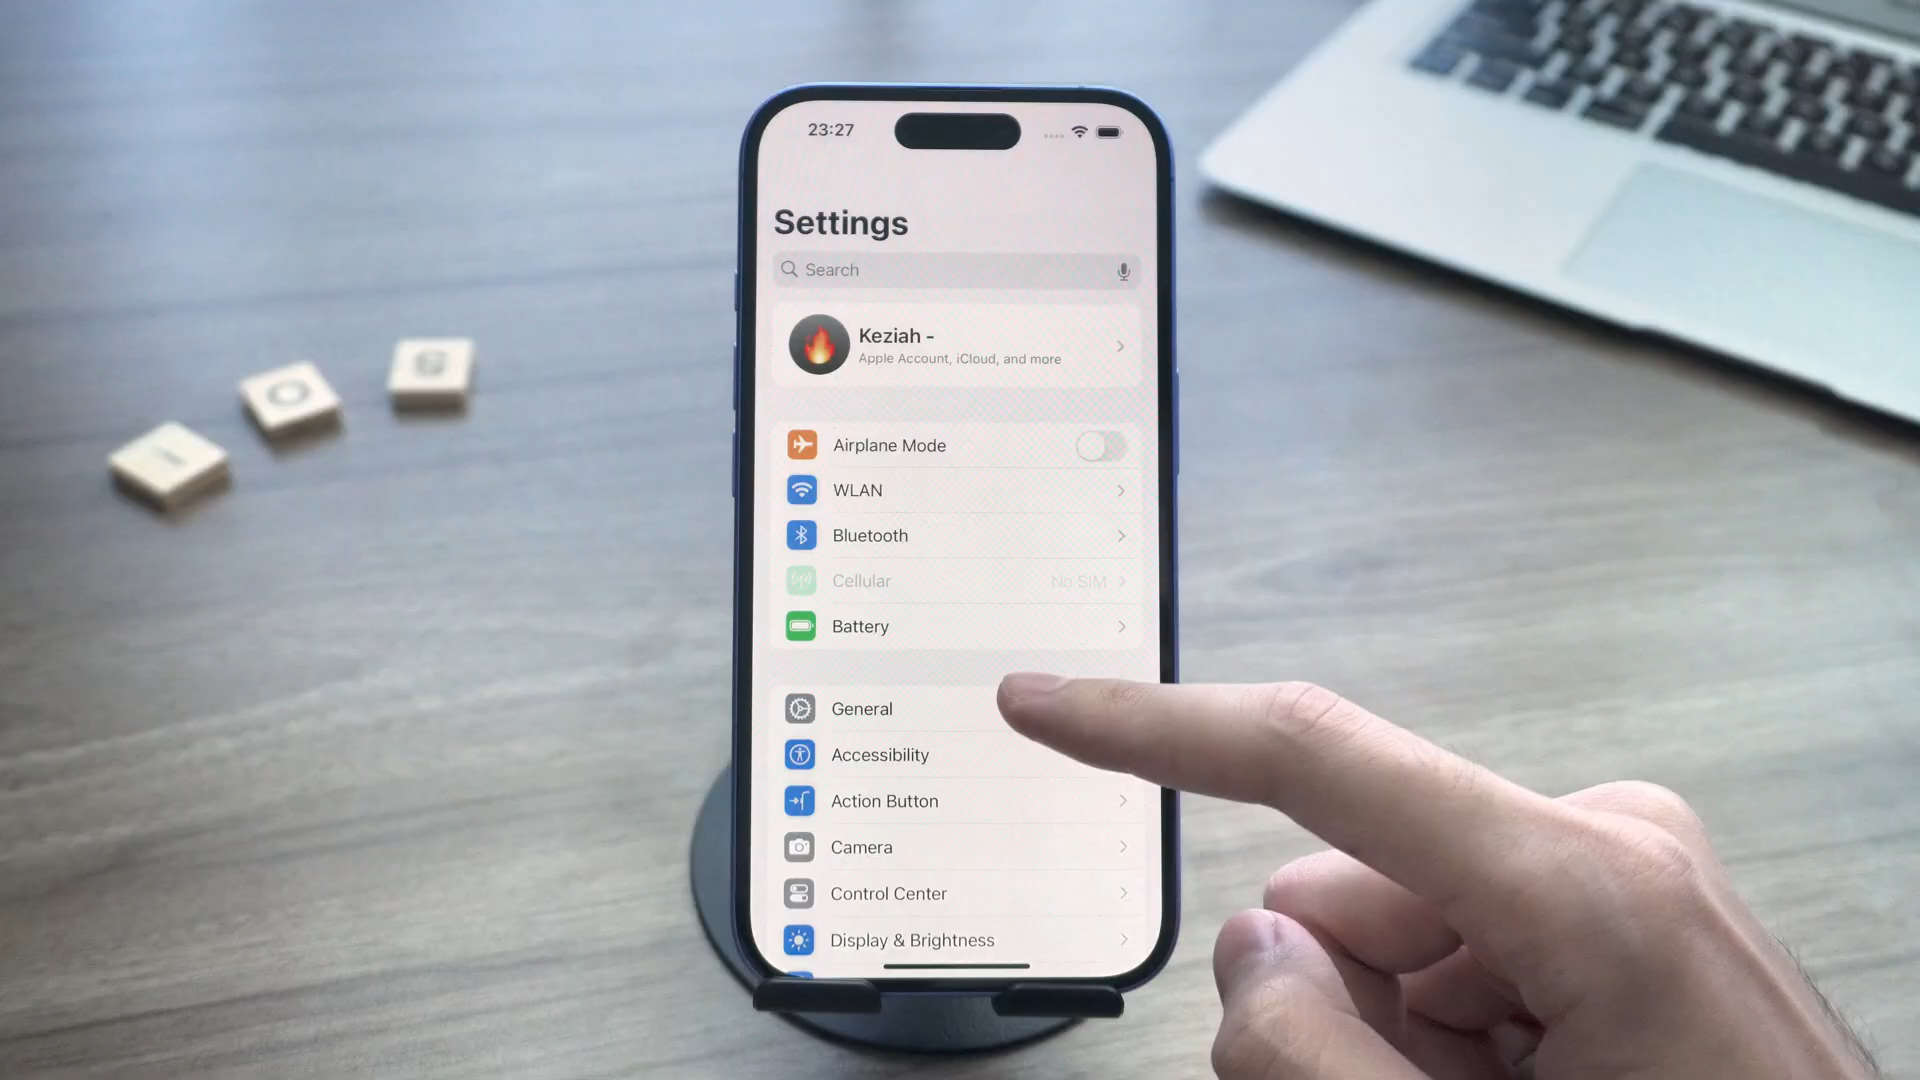 23:27
Settings
Search
Keziah -
Apple Account, iCloud, and more
Airplane Mode
WLAN
Bluetooth
Cellular No SIM
Battery
General
Accessibility
Action Button
Camera
Control Center
Display & Brightness
O